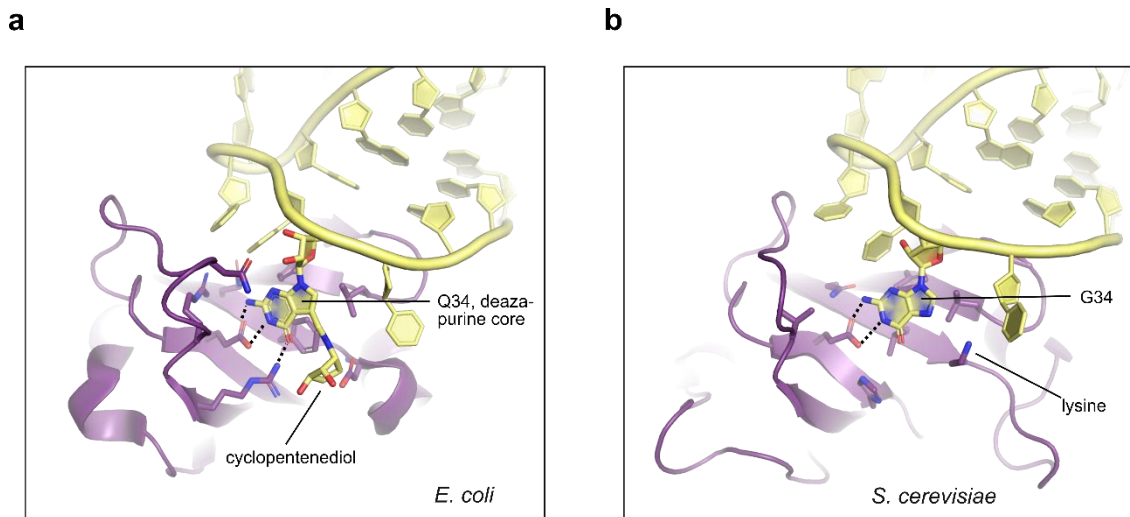 a
b
Q34, deaza-
purine core
cyclopentenediol
E. coli
G34
lysine
S. cerevisiae